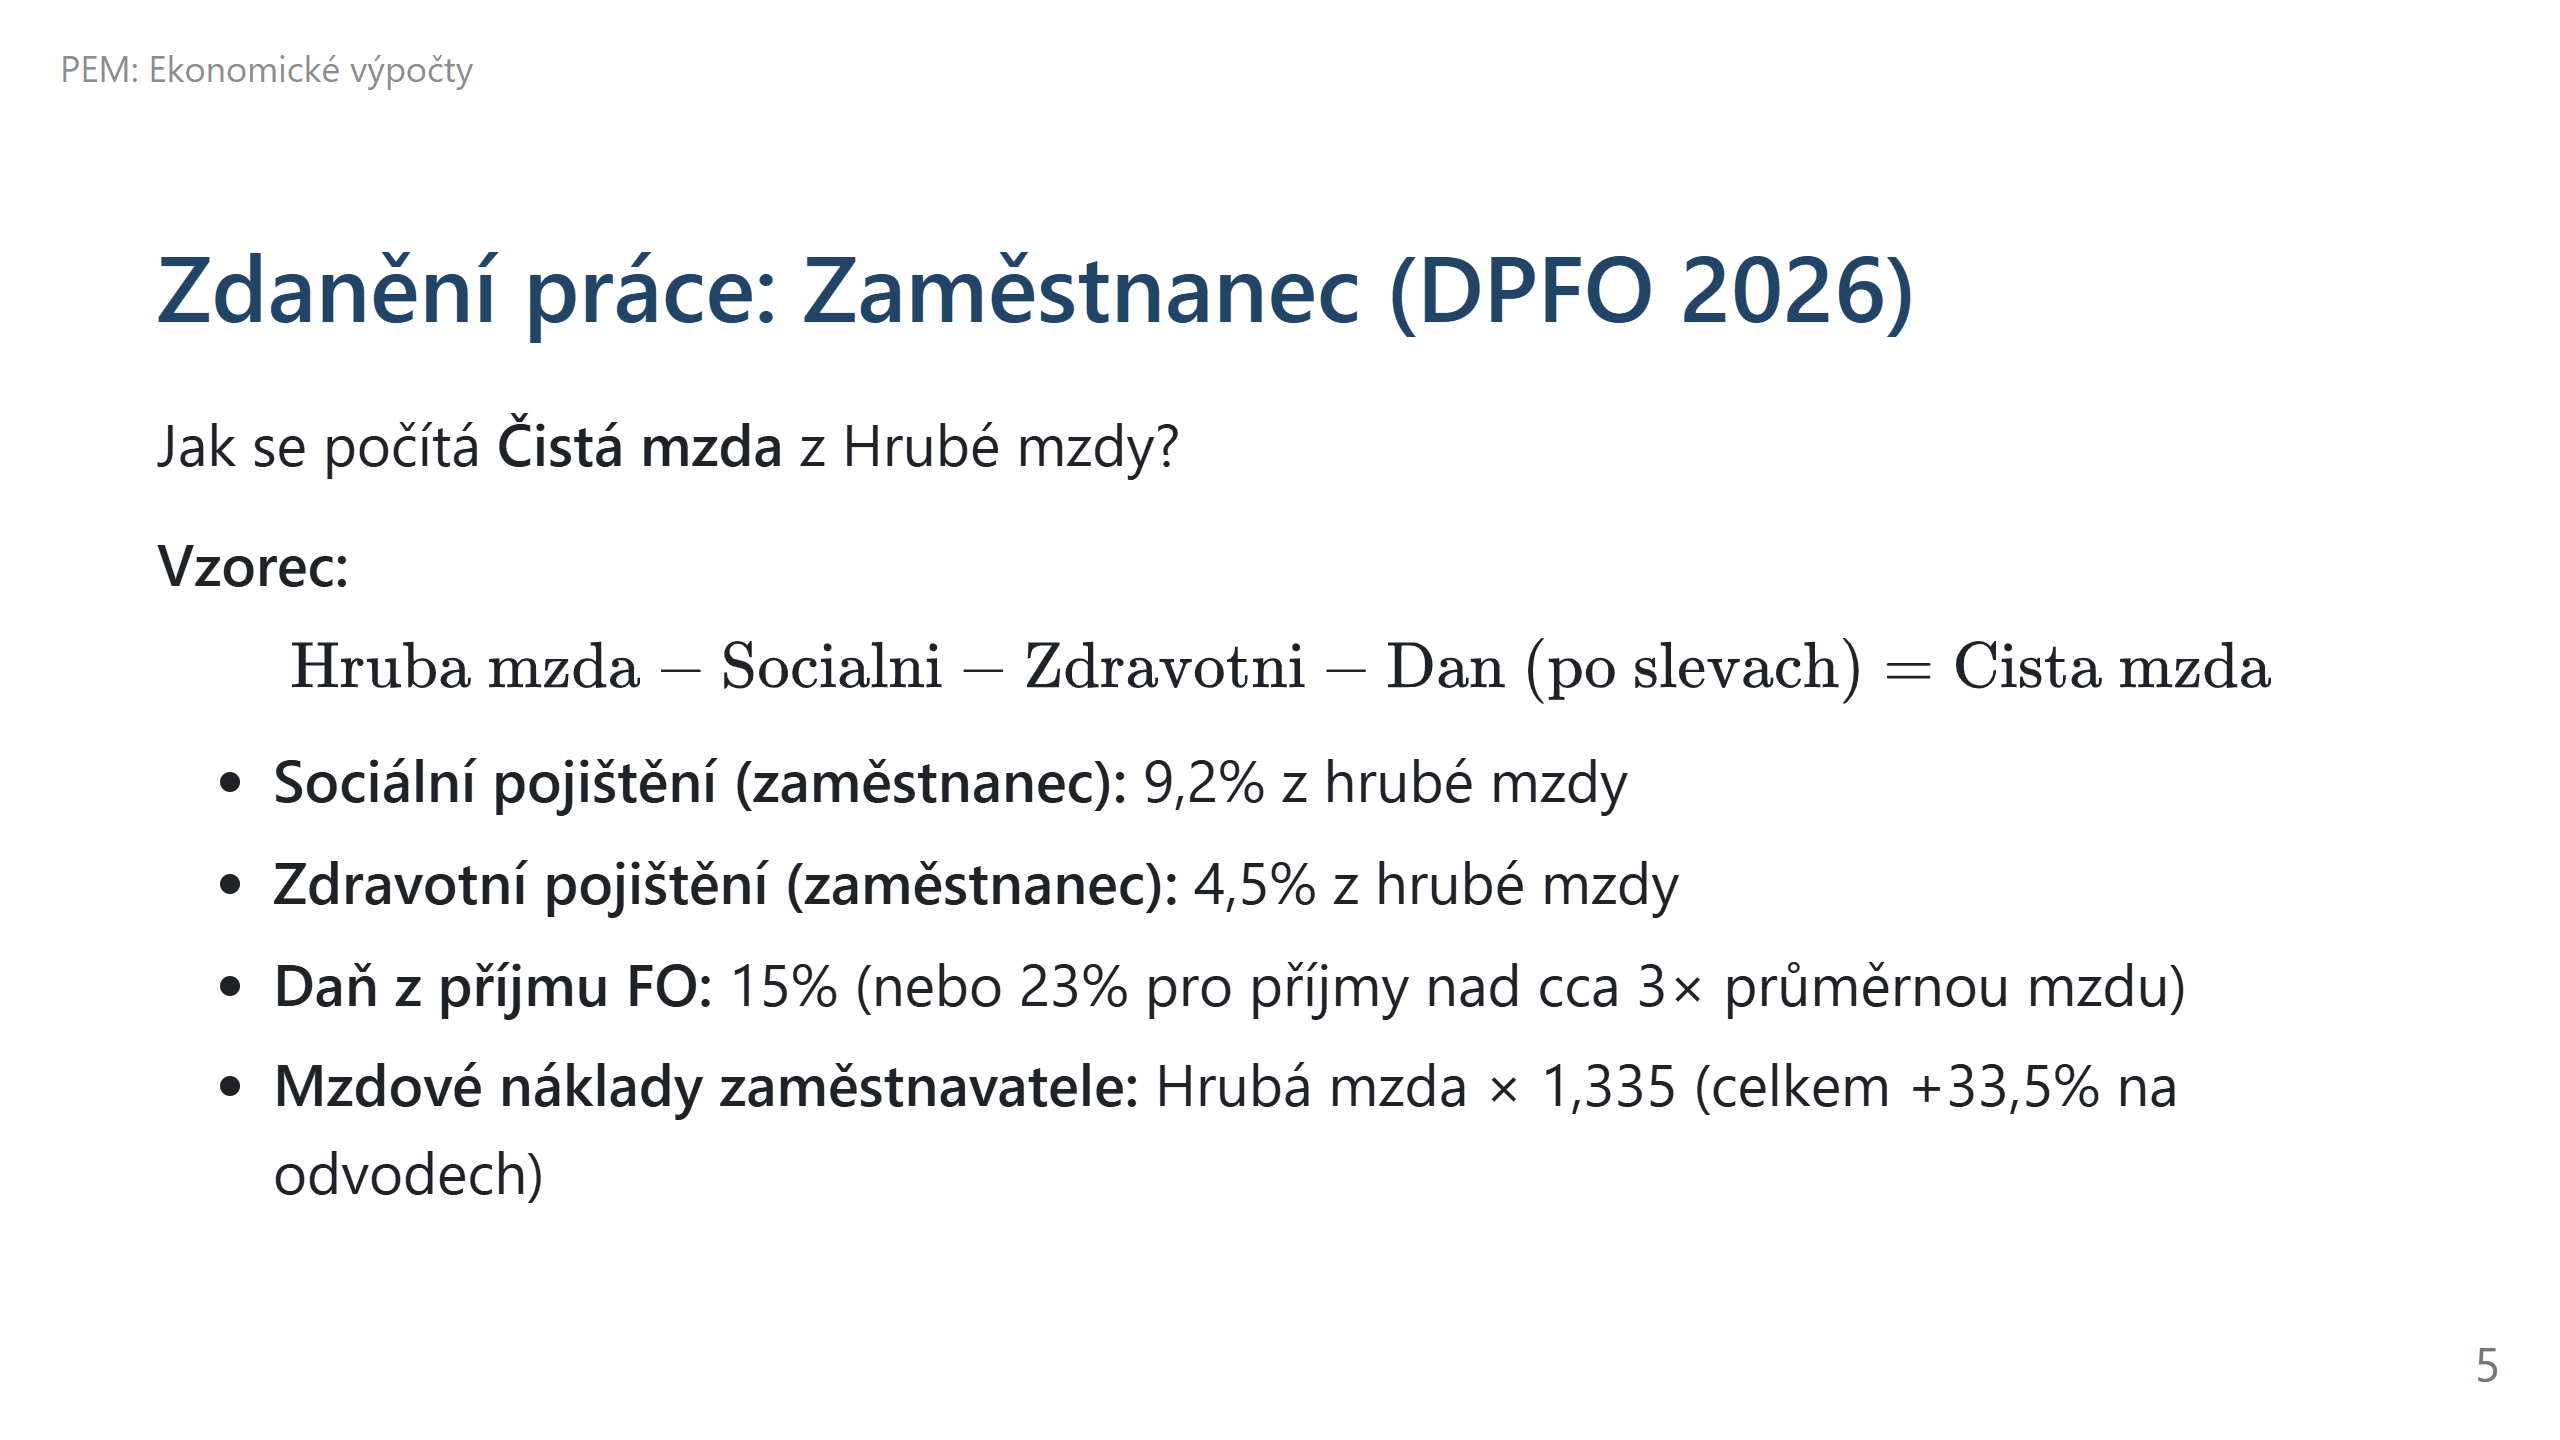 PEM: Ekonomické výpočty
Zdanění práce: Zaměstnanec (DPFO 2026)
Jak se počítá Čistá mzda z Hrubé mzdy?
Vzorec:
Hruba mzda − Socialni − Zdravotni − Dan (po slevach) = Cista mzda
• Sociální pojištění (zaměstnanec): 9,2% z hrubé mzdy
• Zdravotní pojištění (zaměstnanec): 4,5% z hrubé mzdy
• Daň z příjmu FO: 15% (nebo 23% pro příjmy nad cca 3× průměrnou mzdu)
• Mzdové náklady zaměstnavatele: Hrubá mzda × 1,335 (celkem +33,5% na
odvodech)
5